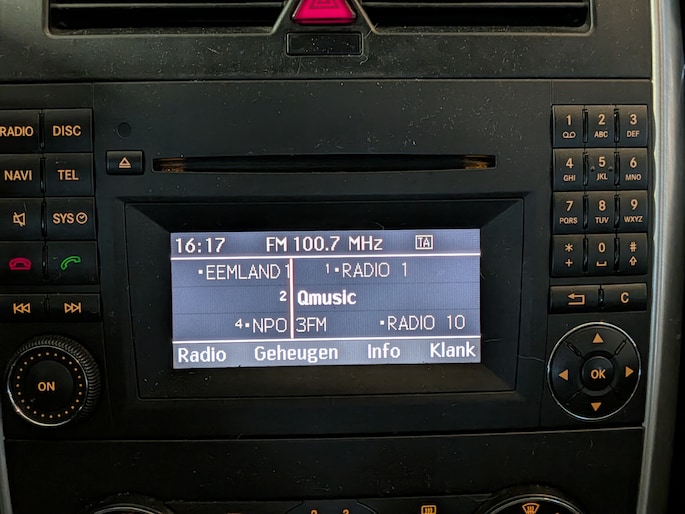 RADIO DISC
NAVI TEL
SYS
ON
16:17 FM 100.7 MHz TA
EEMLAND1 1 RADIO 1
2 Qmusic
4 NPO 3FM RADIO 10
Radio Geheugen Info Klank
1 2 ABC 3 DEF
4 GHI 5 JKL 6 MNO
7 PQRS 8 TUV 9 WXYZ
* + 0 #
C
OK